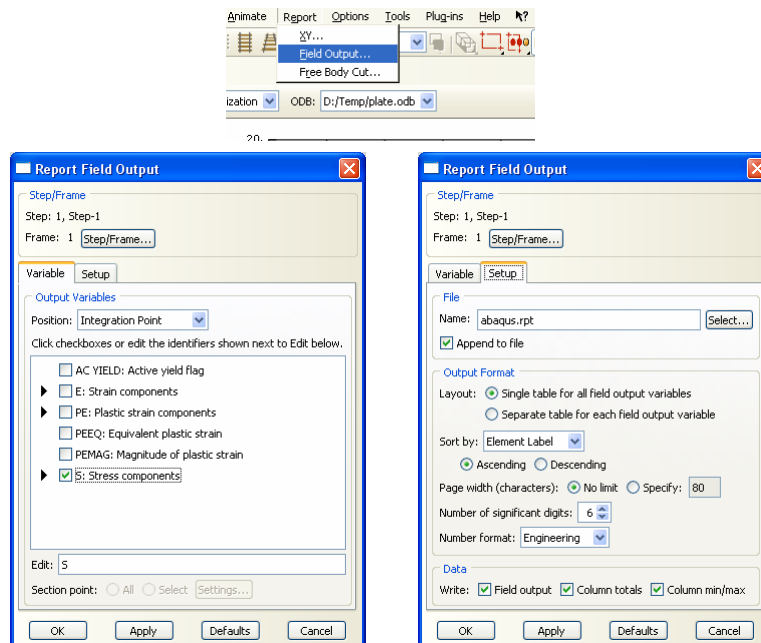 Animate Report Options Tools Plug-ins Help
XY...
Field Output...
Free Body Cut...
ization ODB: D:/Temp/plate.odb
20.
Report Field Output
Step/Frame
Step: 1, Step-1
Frame: 1 Step/Frame...
Variable Setup
Output Variables
Position: Integration Point
Click checkboxes or edit the identifiers shown next to Edit below.
AC YIELD: Active yield flag
E: Strain components
PE: Plastic strain components
PEEQ: Equivalent plastic strain
PEMAG: Magnitude of plastic strain
S: Stress components
Edit: S
Section point: All Select Settings...
OK Apply Defaults Cancel
Report Field Output
Step/Frame
Step: 1, Step-1
Frame: 1 Step/Frame...
Variable Setup
File
Name: abaqus.rpt Select...
Append to file
Output Format
Layout: Single table for all field output variables
Separate table for each field output variable
Sort by: Element Label
Ascending Descending
Page width (characters): No limit Specify: 80
Number of significant digits: 6
Number format: Engineering
Data
Write: Field output Column totals Column min/max
OK Apply Defaults Cancel